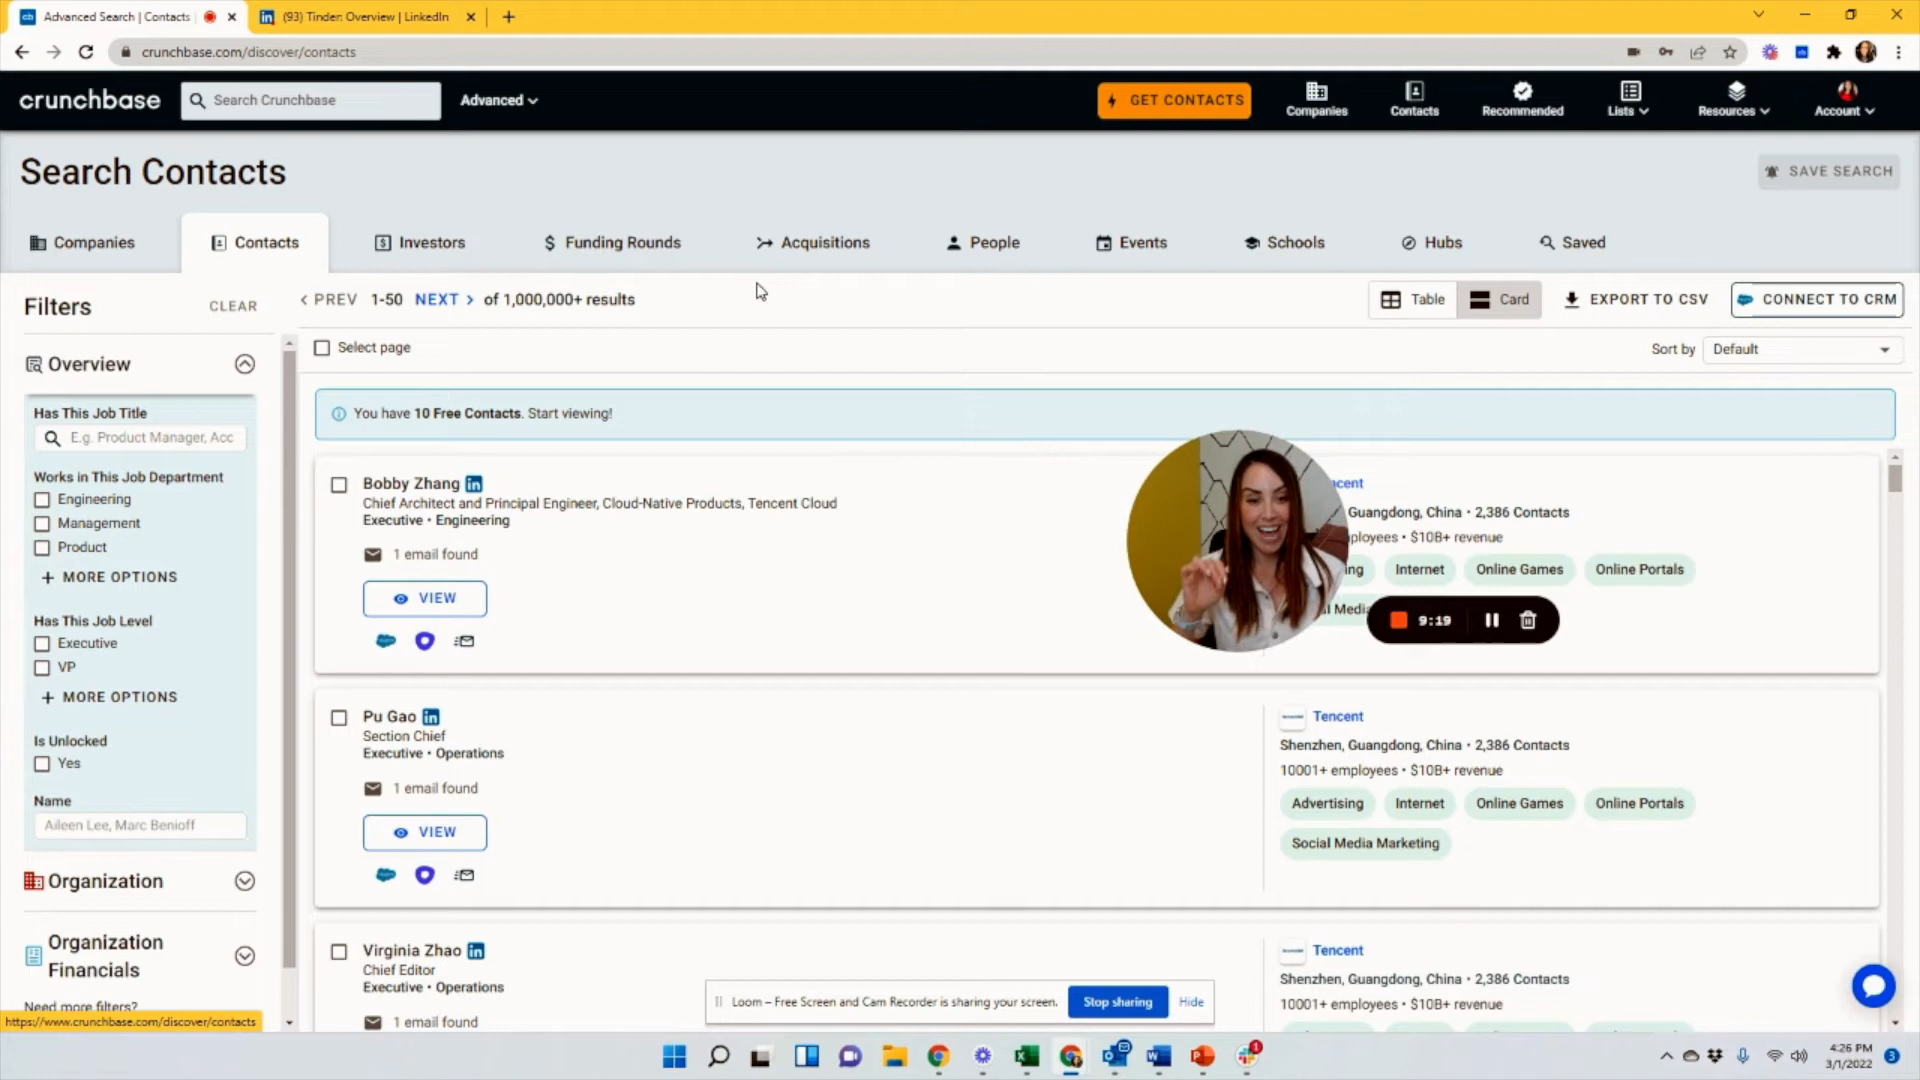 Advanced Search | Contacts
(93) Tinder: Overview | LinkedIn
crunchbase.com/discover/contacts
crunchbase
Search Crunchbase
Advanced
GET CONTACTS
Companies
Contacts
Recommended
Lists
Resources
Account
Search Contacts
SAVE SEARCH
Companies
Contacts
Investors
Funding Rounds
Acquisitions
People
Events
Schools
Hubs
Saved
Filters
CLEAR
PREV 1-50 NEXT of 1,000,000+ results
Table
Card
EXPORT TO CSV
CONNECT TO CRM
Select page
Sort by Default
Overview
Has This Job Title
E.g. Product Manager, Acc
Works in This Job Department
Engineering
Management
Product
+ MORE OPTIONS
Has This Job Level
Executive
VP
+ MORE OPTIONS
Is Unlocked
Yes
Name
Aileen Lee, Marc Benioff
Organization
Organization
Financials
Need more filters?
https://www.crunchbase.com/discover/contacts
You have 10 Free Contacts. Start viewing!
Bobby Zhang
Chief Architect and Principal Engineer, Cloud-Native Products, Tencent Cloud
Executive • Engineering
1 email found
VIEW
ncent
Guangdong, China • 2,386 Contacts
ployees • $10B+ revenue
ing
Internet
Online Games
Online Portals
l Media
9:19
Pu Gao
Section Chief
Executive • Operations
1 email found
VIEW
Tencent
Shenzhen, Guangdong, China • 2,386 Contacts
10001+ employees • $10B+ revenue
Advertising
Internet
Online Games
Online Portals
Social Media Marketing
Virginia Zhao
Chief Editor
Executive • Operations
1 email found
Tencent
Shenzhen, Guangdong, China • 2,386 Contacts
10001+ employees • $10B+ revenue
Loom – Free Screen and Cam Recorder is sharing your screen.
Stop sharing
Hide
1
4:26 PM
3/1/2022
3